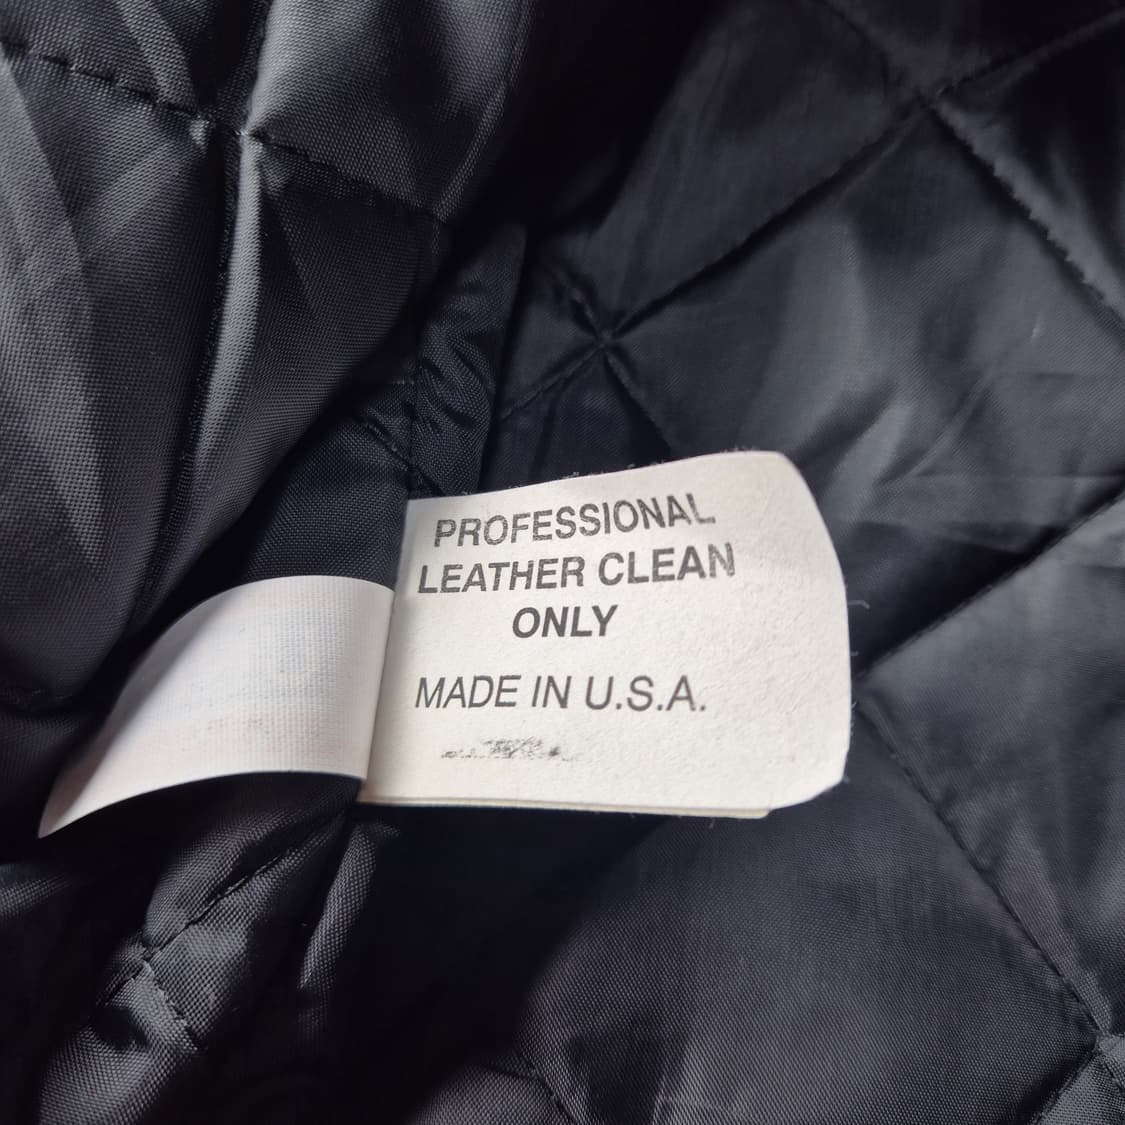 PROFESSIONAL
LEATHER CLEAN
ONLY
MADE IN U.S.A.